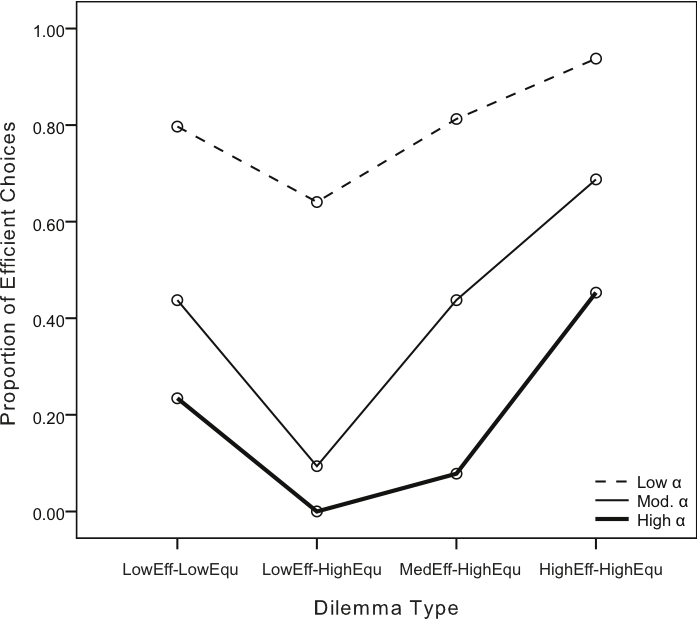 Proportion of Efficient Choices
1.00
0.80
0.60
0.40
0.20
0.00
Low α
Mod. α
High α
LowEff-LowEqu LowEff-HighEqu MedEff-HighEqu HighEff-HighEqu
Dilemma Type